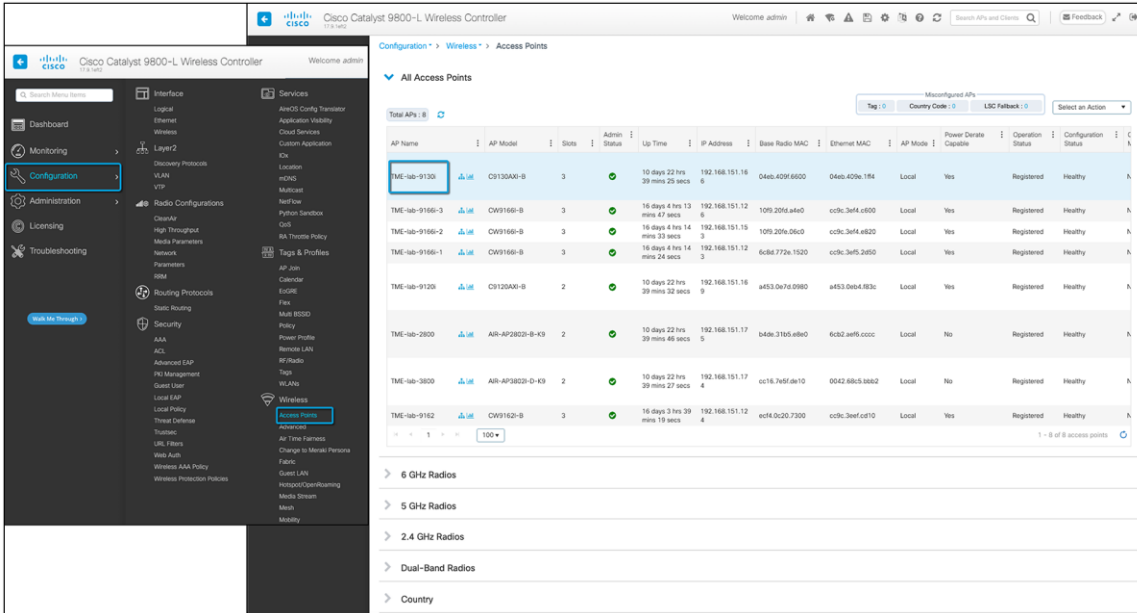 Cisco Catalyst 9800-L Wireless Controller
17.9.1eft2
Welcome admin
Search APs and Clients
Feedback
cisco
Cisco Catalyst 9800-L Wireless Controller
17.9.1eft2
Welcome admin
cisco
Search Menu Items
Dashboard
Monitoring
Configuration
Administration
Licensing
Troubleshooting
Walk Me Through >
Interface
Logical
Ethernet
Wireless
Layer2
Discovery Protocols
VLAN
VTP
Radio Configurations
CleanAir
High Throughput
Media Parameters
Network
Parameters
RRM
Routing Protocols
Static Routing
Security
AAA
ACL
Advanced EAP
PKI Management
Guest User
Local EAP
Local Policy
Threat Defense
Trustsec
URL Filters
Web Auth
Wireless AAA Policy
Wireless Protection Policies
Services
AireOS Config Translator
Application Visibility
Cloud Services
Custom Application
IOx
Location
mDNS
Multicast
NetFlow
Python Sandbox
QoS
RA Throttle Policy
Tags & Profiles
AP Join
Calendar
EoGRE
Flex
Multi BSSID
Policy
Power Profile
Remote LAN
RF/Radio
Tags
WLANs
Wireless
Access Points
Advanced
Air Time Fairness
Change to Meraki Persona
Fabric
Guest LAN
Hotspot/OpenRoaming
Media Stream
Mesh
Mobility
Configuration > Wireless > Access Points
All Access Points
Misconfigured APs
Total APs : 8
Tag : 0 Country Code : 0 LSC Fallback : 0 Select an Action
AP Name AP Model Slots Admin Status Up Time IP Address Base Radio MAC Ethernet MAC AP Mode Power Derate Capable Operation Status Configuration Status
TME-lab-9130i C9130AXI-B 3 10 days 22 hrs 39 mins 25 secs 192.168.151.166 04eb.409f.6600 04eb.409e.1ff4 Local Yes Registered Healthy
TME-lab-9166i-3 CW9166I-B 3 16 days 4 hrs 13 mins 47 secs 192.168.151.126 10f9.20fd.a4e0 cc9c.3ef4.c600 Local Yes Registered Healthy
TME-lab-9166i-2 CW9166I-B 3 16 days 4 hrs 14 mins 33 secs 192.168.151.153 10f9.20fe.06c0 cc9c.3ef4.e820 Local Yes Registered Healthy
TME-lab-9166i-1 CW9166I-B 3 16 days 4 hrs 14 mins 24 secs 192.168.151.123 6c8d.772e.1520 cc9c.3ef5.2d50 Local Yes Registered Healthy
TME-lab-9120i C9120AXI-B 2 10 days 22 hrs 39 mins 32 secs 192.168.151.169 a453.0e7d.0980 a453.0eb4.f83c Local Yes Registered Healthy
TME-lab-2800 AIR-AP2802I-B-K9 2 10 days 22 hrs 39 mins 46 secs 192.168.151.175 b4de.31b5.e8e0 6cb2.aef6.cccc Local No Registered Healthy
TME-lab-3800 AIR-AP3802I-D-K9 2 10 days 22 hrs 39 mins 27 secs 192.168.151.174 cc16.7e5f.de10 0042.68c5.bbb2 Local No Registered Healthy
TME-lab-9162 CW9162I-B 3 16 days 3 hrs 39 mins 19 secs 192.168.151.124 ecf4.0c20.7300 cc9c.3eef.cd10 Local Yes Registered Healthy
1 100 1 - 8 of 8 access points
6 GHz Radios
5 GHz Radios
2.4 GHz Radios
Dual-Band Radios
Country